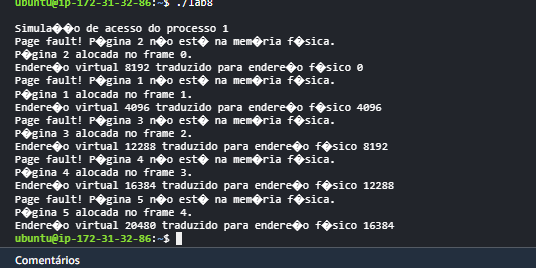 ubuntu@ip-172-31-32-86:~$ ./lab8
Simula��o de acesso do processo 1
Page fault! P�gina 2 n�o est� na mem�ria f�sica.
P�gina 2 alocada no frame 0.
Endere�o virtual 8192 traduzido para endere�o f�sico 0
Page fault! P�gina 1 n�o est� na mem�ria f�sica.
P�gina 1 alocada no frame 1.
Endere�o virtual 4096 traduzido para endere�o f�sico 4096
Page fault! P�gina 3 n�o est� na mem�ria f�sica.
P�gina 3 alocada no frame 2.
Endere�o virtual 12288 traduzido para endere�o f�sico 8192
Page fault! P�gina 4 n�o est� na mem�ria f�sica.
P�gina 4 alocada no frame 3.
Endere�o virtual 16384 traduzido para endere�o f�sico 12288
Page fault! P�gina 5 n�o est� na mem�ria f�sica.
P�gina 5 alocada no frame 4.
Endere�o virtual 20480 traduzido para endere�o f�sico 16384
ubuntu@ip-172-31-32-86:~$
Comentários